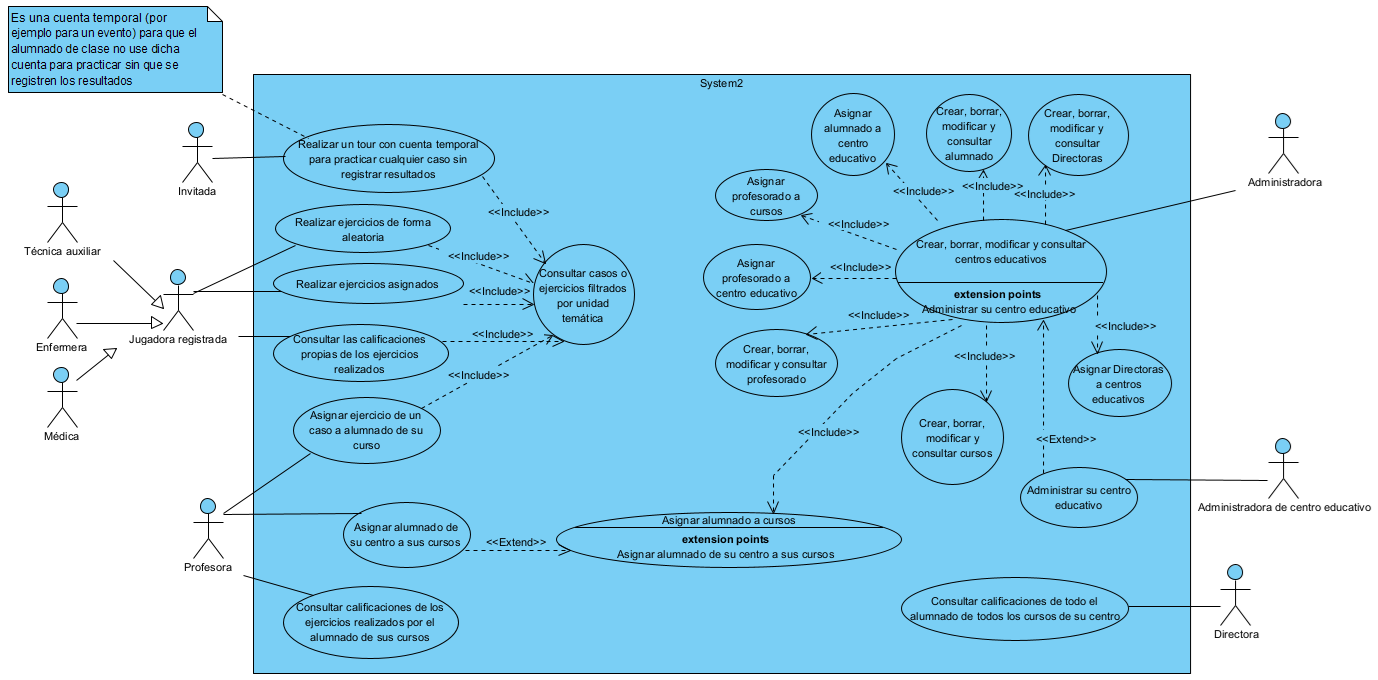 Es una cuenta temporal (por
ejemplo para un evento) para que el
alumnado de clase no use dicha
cuenta para practicar sin que se
registren los resultados
System2
Invitada
Técnica auxiliar
Enfermera
Médica
Jugadora registrada
Profesora
Realizar un tour con cuenta temporal
para practicar cualquier caso sin
registrar resultados
<<Include>>
Realizar ejercicios de forma
aleatoria
<<Include>>
Realizar ejercicios asignados
<<Include>>
Consultar las calificaciones
propias de los ejercicios
realizados
<<Include>>
<<Include>>
Consultar casos o
ejercicios filtrados
por unidad
temática
Asignar ejercicio de un
caso a alumnado de su
curso
Asignar alumnado de
su centro a sus cursos
<<Extend>>
Consultar calificaciones de los
ejercicios realizados por el
alumnado de sus cursos
Asignar
alumnado a
centro
educativo
Crear, borrar,
modificar y
consultar
alumnado
Crear, borrar,
modificar y
consultar
Directoras
<<Include>>
<<Include>>
<<Include>>
Asignar
profesorado a
cursos
<<Include>>
Asignar
profesorado a
centro educativo
<<Include>>
Crear, borrar, modificar y consultar
centros educativos
extension points
Administrar su centro educativo
<<Include>>
Crear, borrar,
modificar y consultar
profesorado
<<Include>>
<<Include>>
Asignar Directoras
a centros
educativos
<<Include>>
Crear, borrar,
modificar y
consultar cursos
<<Extend>>
Administrar su centro
educativo
Asignar alumnado a cursos
extension points
Asignar alumnado de su centro a sus cursos
Consultar calificaciones de todo el
alumnado de todos los cursos de su centro
Administradora
Administradora de centro educativo
Directora